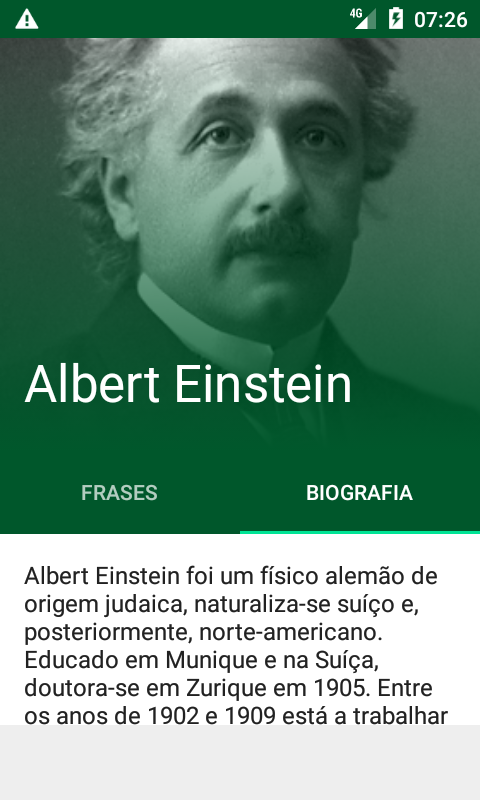 4G 07:26
Albert Einstein
FRASES BIOGRAFIA
Albert Einstein foi um físico alemão de
origem judaica, naturaliza-se suíço e,
posteriormente, norte-americano.
Educado em Munique e na Suíça,
doutora-se em Zurique em 1905. Entre
os anos de 1902 e 1909 está a trabalhar